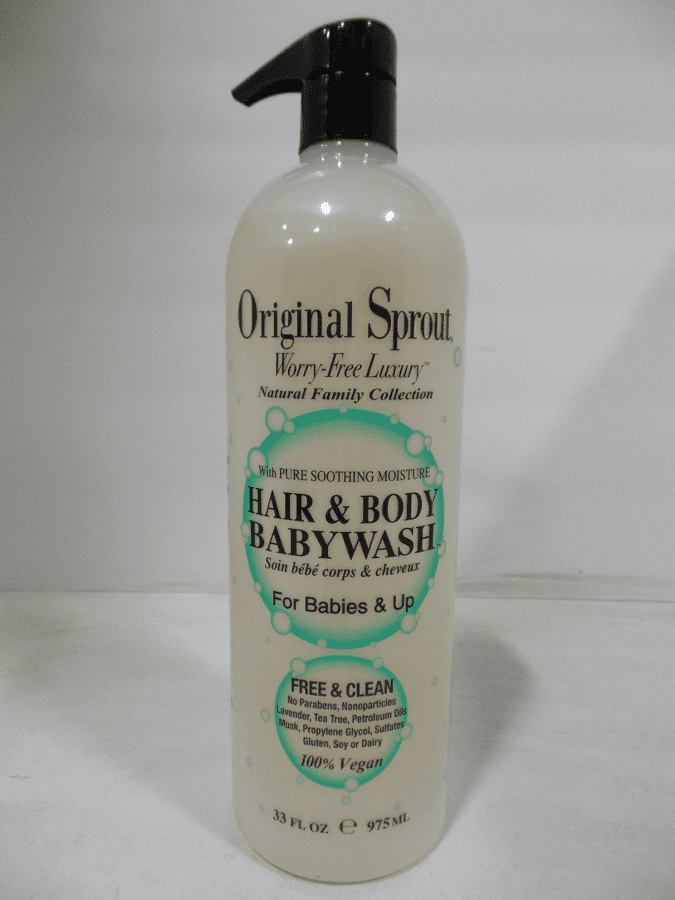 Original Sprout
Worry-Free Luxury™
Natural Family Collection
With PURE SOOTHING MOISTURE
HAIR & BODY
BABYWASH™
Soin bébé corps & cheveux
For Babies & Up
FREE & CLEAN
No Parabens, Nanoparticles
Lavender, Tea Tree, Petroleum Oils
Musk, Propylene Glycol, Sulfates
Gluten, Soy or Dairy
100% Vegan
33 FL OZ ℮ 975ML